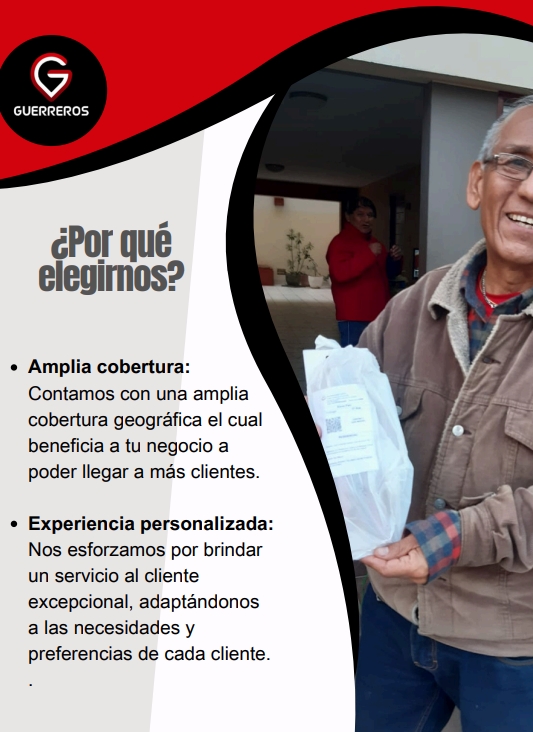 GUERREROS
¿Por qué
elegirnos?
• Amplia cobertura:
Contamos con una amplia
cobertura geográfica el cual
beneficia a tu negocio a
poder llegar a más clientes.
• Experiencia personalizada:
Nos esforzamos por brindar
un servicio al cliente
excepcional, adaptándonos
a las necesidades y
preferencias de cada cliente.
.